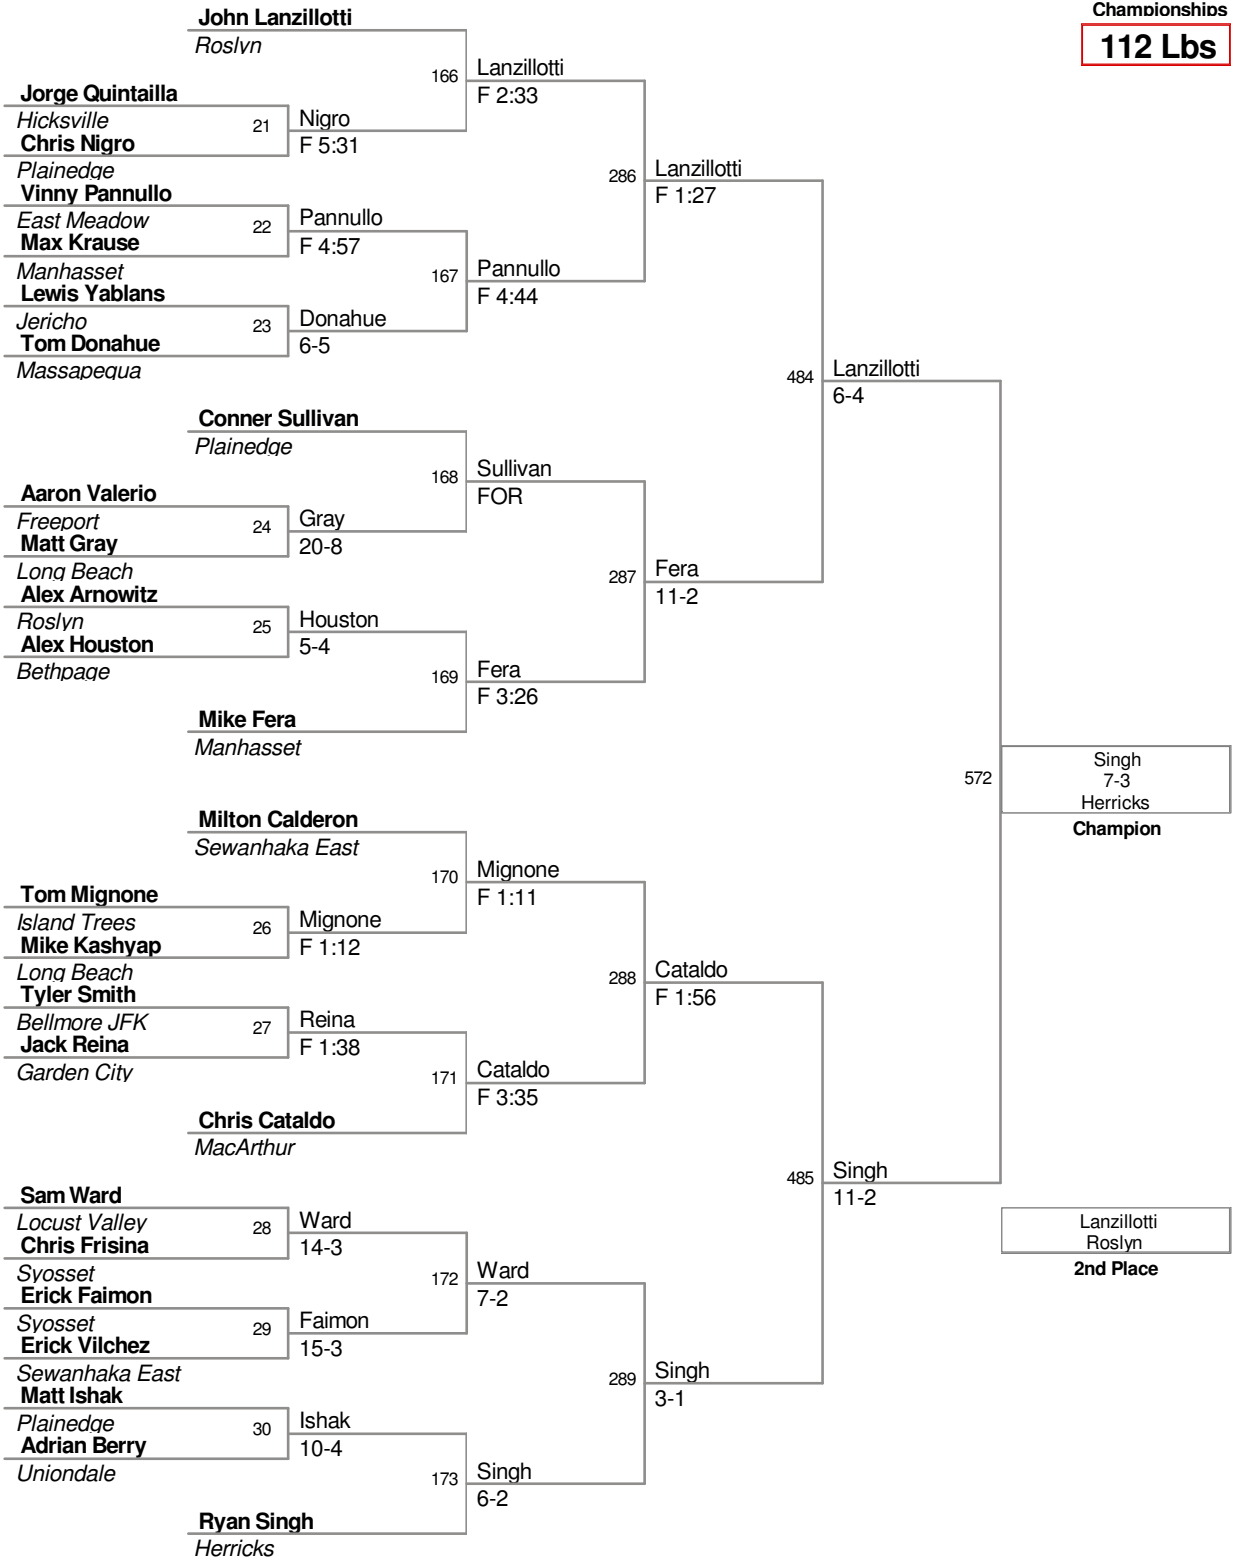 Championships
112 Lbs
John Lanzillotti
Roslyn
166
Lanzillotti
F 2:33
Jorge Quintailla
Hicksville
21
Nigro
F 5:31
Chris Nigro
Plainedge
286
Lanzillotti
F 1:27
Vinny Pannullo
East Meadow
22
Pannullo
F 4:57
Max Krause
Manhasset
167
Pannullo
F 4:44
Lewis Yablans
Jericho
23
Donahue
6-5
Tom Donahue
Massapequa
484
Lanzillotti
6-4
Conner Sullivan
Plainedge
168
Sullivan
FOR
Aaron Valerio
Freeport
24
Gray
20-8
Matt Gray
Long Beach
287
Fera
11-2
Alex Arnowitz
Roslyn
25
Houston
5-4
Alex Houston
Bethpage
169
Fera
F 3:26
Mike Fera
Manhasset
572
Singh
7-3
Herricks
Champion
Milton Calderon
Sewanhaka East
170
Mignone
F 1:11
Tom Mignone
Island Trees
26
Mignone
F 1:12
Mike Kashyap
Long Beach
288
Cataldo
F 1:56
Tyler Smith
Bellmore JFK
27
Reina
F 1:38
Jack Reina
Garden City
171
Cataldo
F 3:35
Chris Cataldo
MacArthur
485
Singh
11-2
Sam Ward
Locust Valley
28
Ward
14-3
Chris Frisina
Syosset
172
Ward
7-2
Lanzillotti
Roslyn
2nd Place
Erick Faimon
Syosset
29
Faimon
15-3
Erick Vilchez
Sewanhaka East
289
Singh
3-1
Matt Ishak
Plainedge
30
Ishak
10-4
Adrian Berry
Uniondale
173
Singh
6-2
Ryan Singh
Herricks